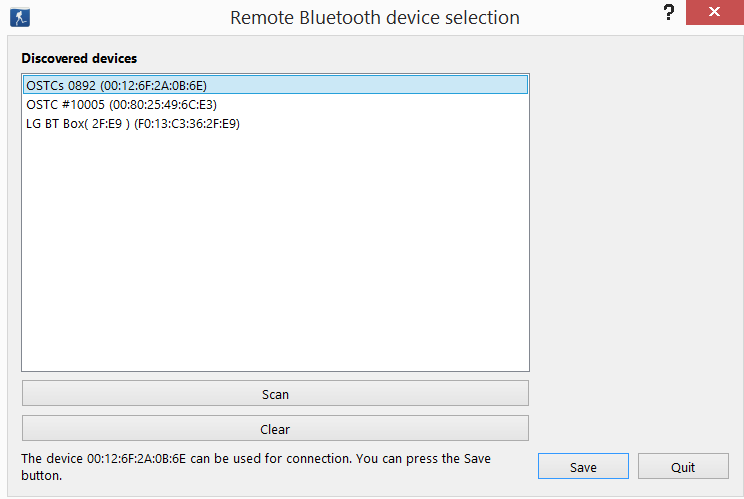 Remote Bluetooth device selection
?
Discovered devices
OSTCs 0892 (00:12:6F:2A:0B:6E)
OSTC #10005 (00:80:25:49:6C:E3)
LG BT Box( 2F:E9 ) (F0:13:C3:36:2F:E9)
Scan
Clear
The device 00:12:6F:2A:0B:6E can be used for connection. You can press the Save
button.
Save
Quit